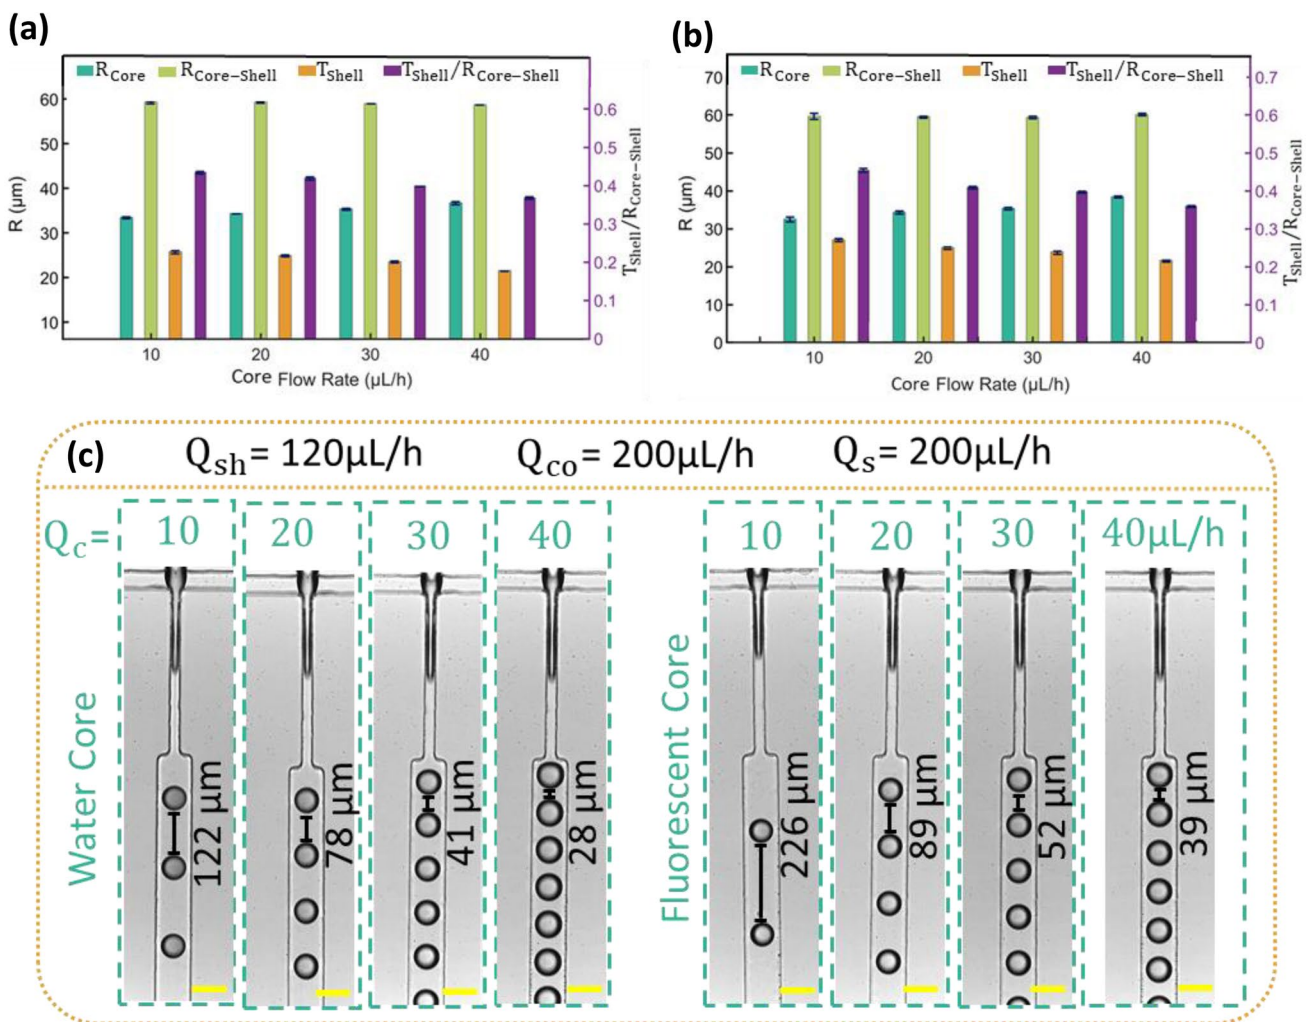 (a)
R_Core R_Core-Shell T_Shell T_Shell/R_Core-Shell
60
50
40
30
20
10
R (µm)
0.6
0.5
0.4
0.3
0.2
0.1
0
T_Shell/R_Core-Shell
10 20 30 40
Core Flow Rate (µL/h)
(b)
R_Core R_Core-Shell T_Shell T_Shell/R_Core-Shell
70
60
50
40
30
20
10
0
R (µm)
0.7
0.6
0.5
0.4
0.3
0.2
0.1
0
T_Shell/R_Core-Shell
10 20 30 40
Core Flow Rate (µL/h)
(c) Q_sh= 120µL/h Q_co= 200µL/h Q_s= 200µL/h
Q_c= 10 20 30 40 10 20 30 40µL/h
Water Core
122 µm
78 µm
41 µm
28 µm
Fluorescent Core
226 µm
89 µm
52 µm
39 µm